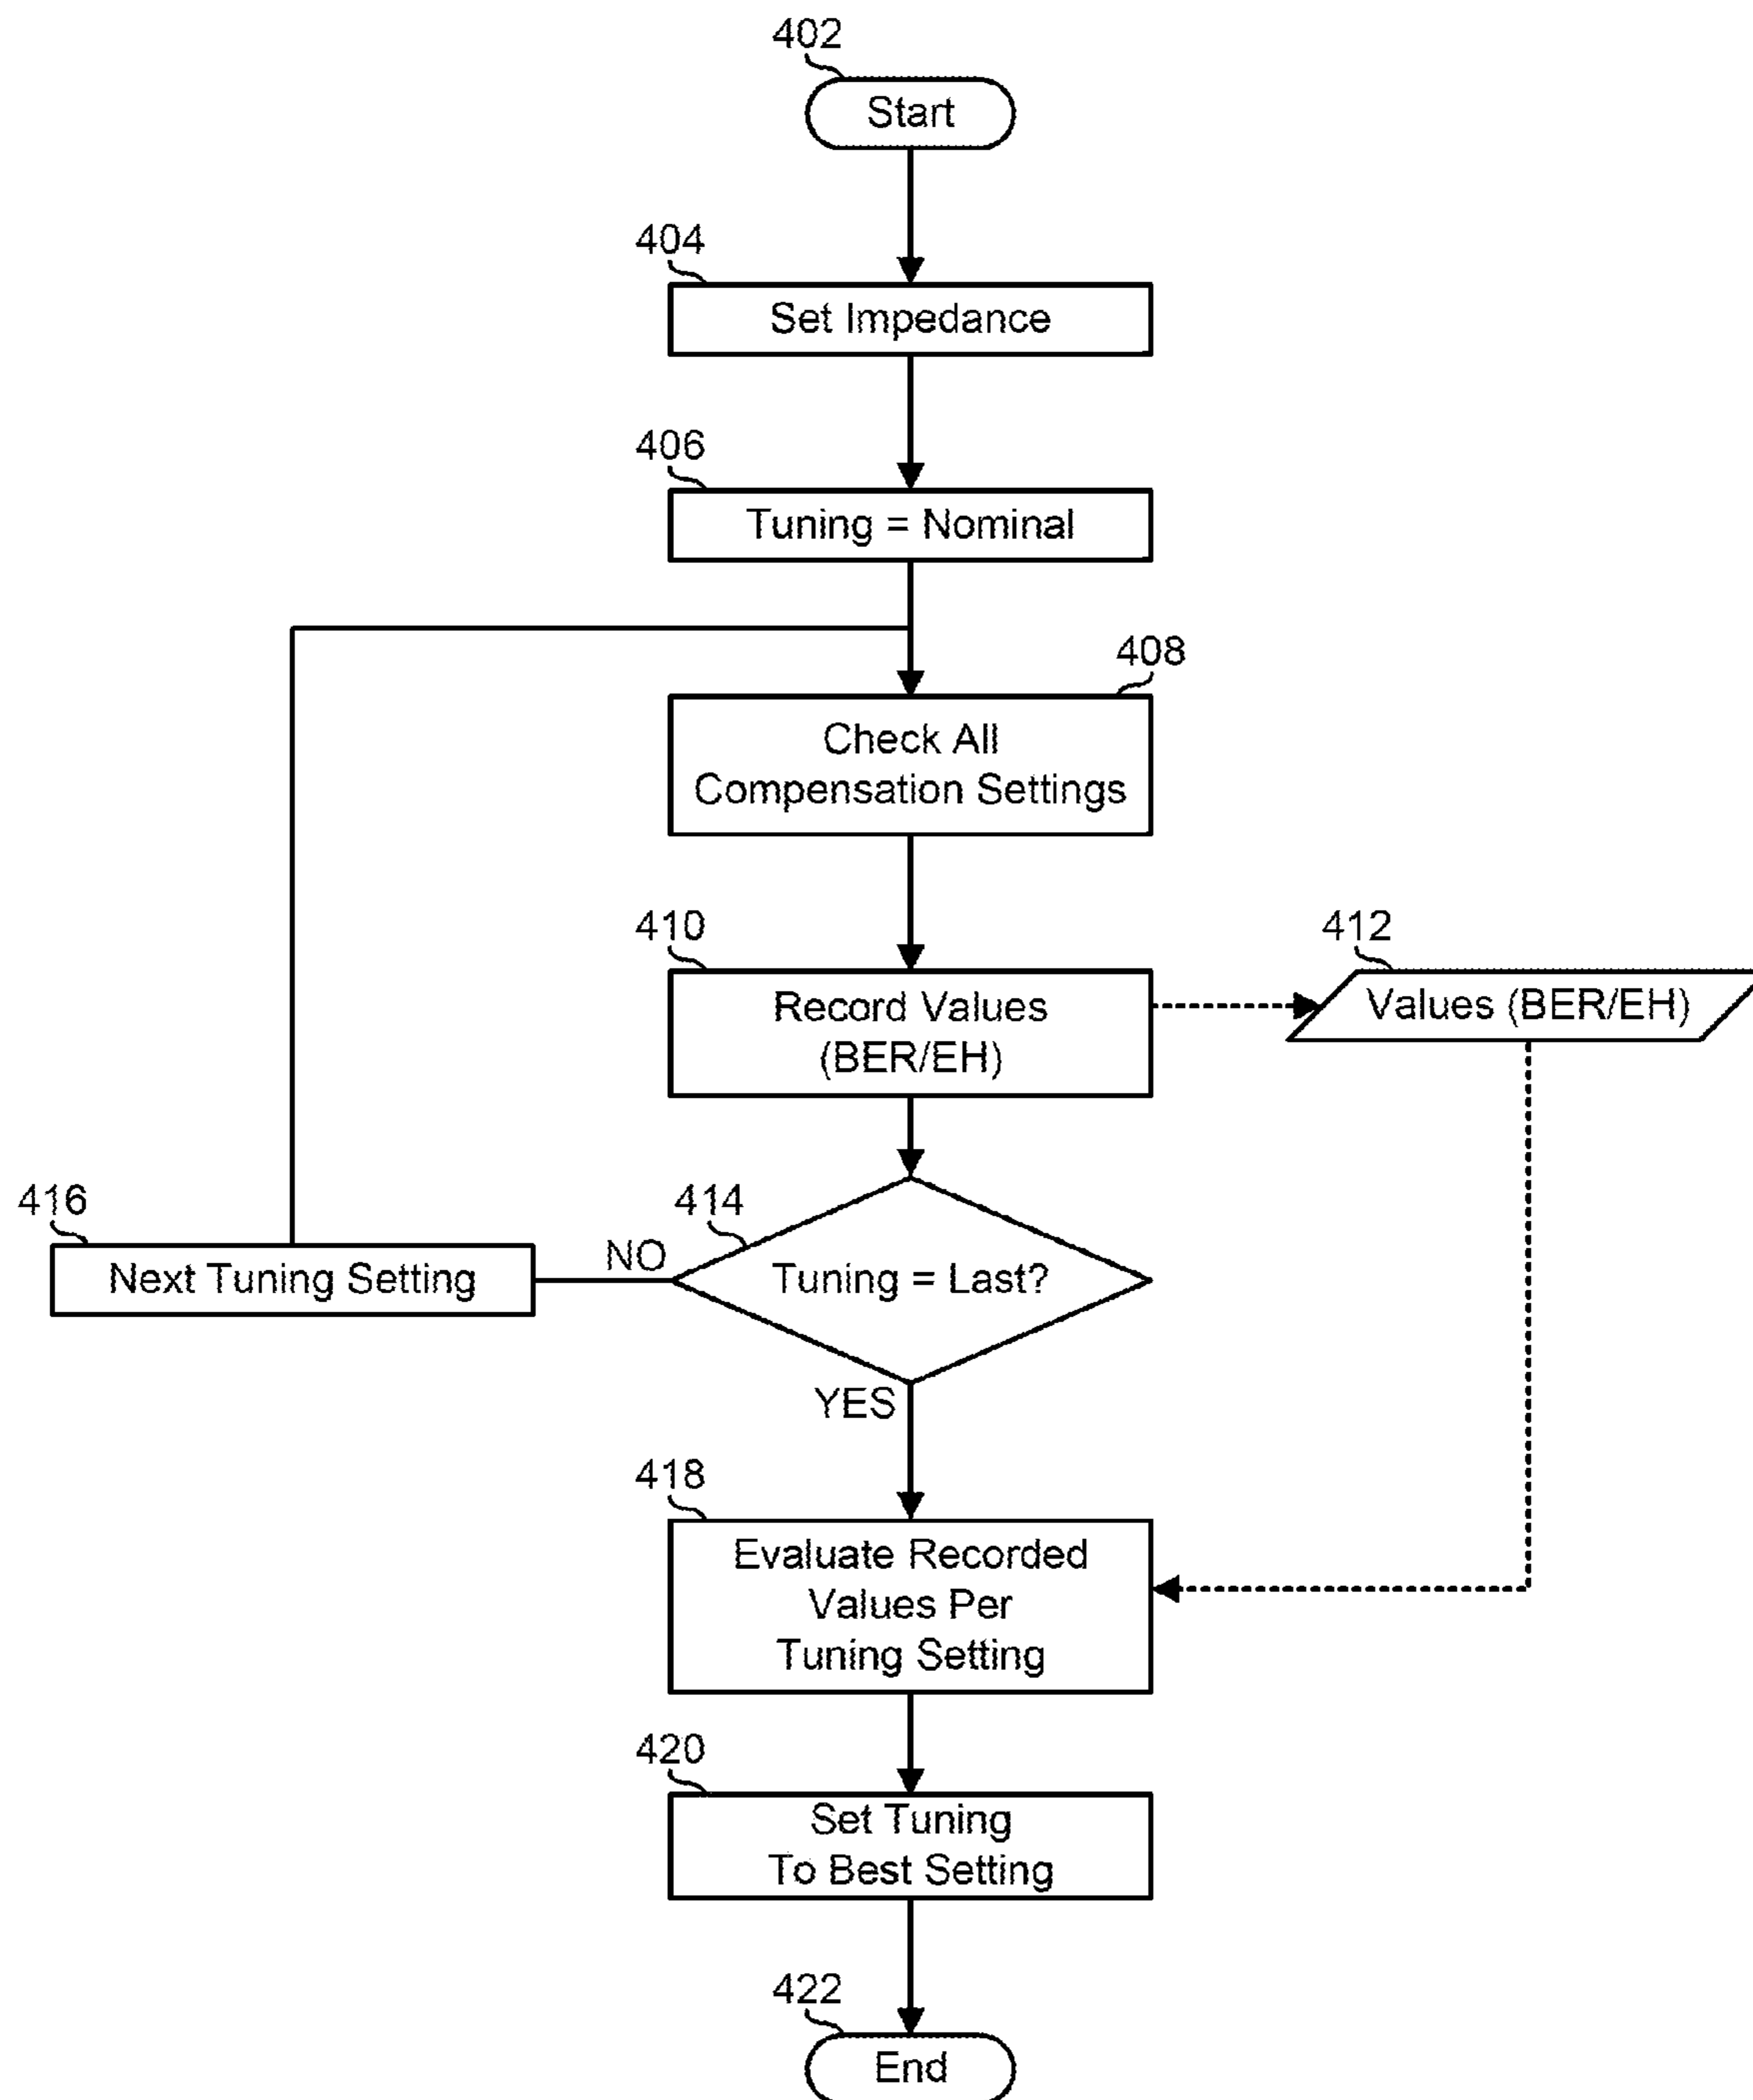 402
Start
404
Set Impedance
406
Tuning = Nominal
408
Check All
Compensation Settings
410
Record Values
(BER/EH)
412
Values (BER/EH)
414
Tuning = Last?
NO
416
Next Tuning Setting
YES
418
Evaluate Recorded
Values Per
Tuning Setting
420
Set Tuning
To Best Setting
422
End